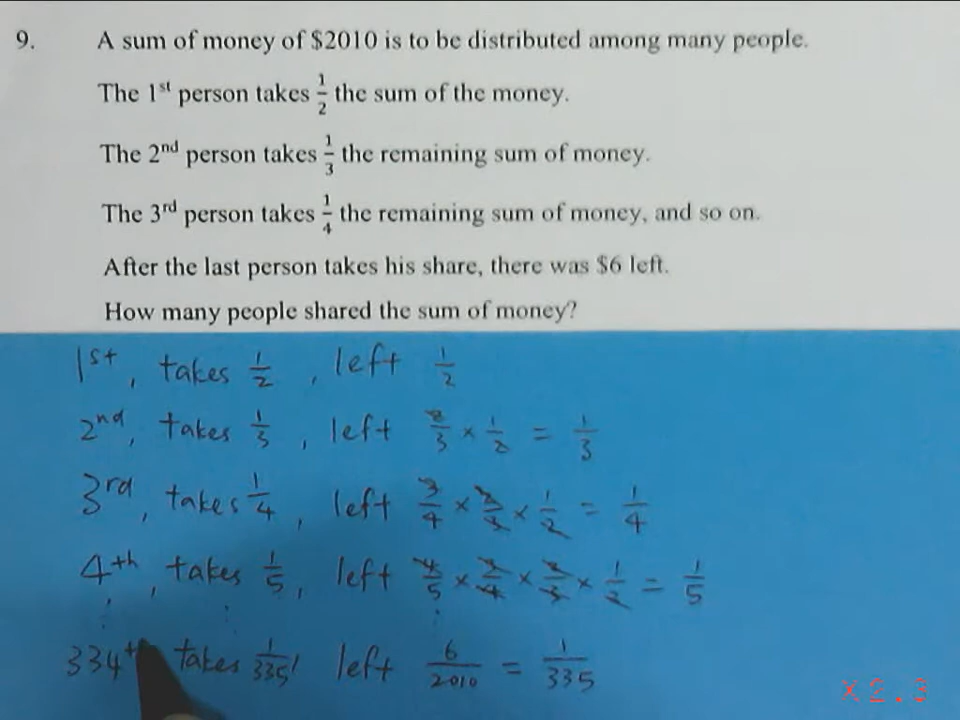 9. A sum of money of $2010 is to be distributed among many people.
The 1st person takes 1/2 the sum of the money.
The 2nd person takes 1/3 the remaining sum of money.
The 3rd person takes 1/4 the remaining sum of money, and so on.
After the last person takes his share, there was $6 left.
How many people shared the sum of money?
1st, takes 1/2, left 1/2
2nd, takes 1/3, left 2/3 × 1/2 = 1/3
3rd, takes 1/4, left 3/4 × 2/3 × 1/2 = 1/4
4th, takes 1/5, left 4/5 × 3/4 × 2/3 × 1/2 = 1/5
334th takes 1/335, left 6/2010 = 1/335
× 2.3